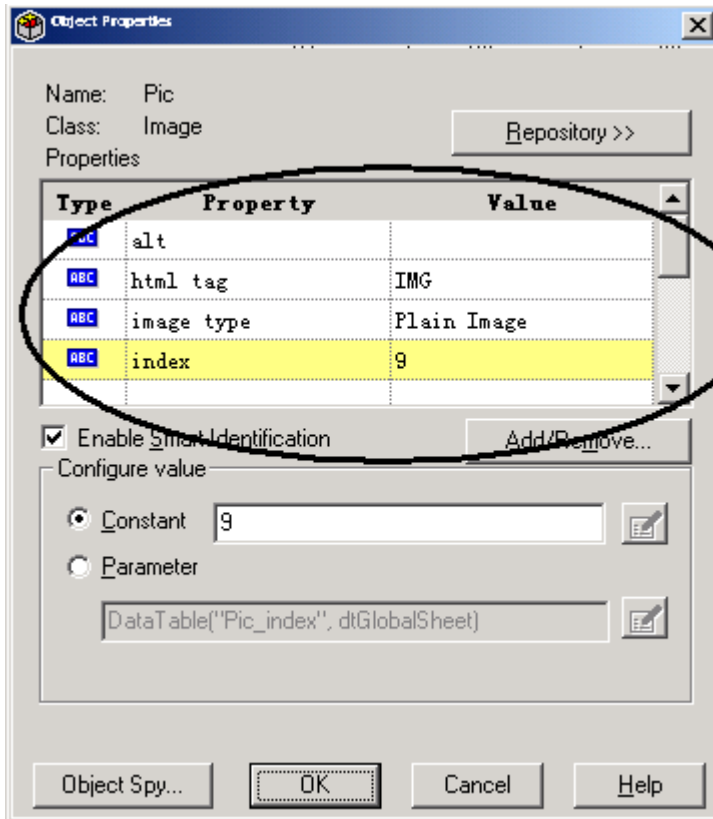 Object Properties
Name: Pic
Class: Image
Repository >>
Properties
Type Property Value
ABC alt
ABC html tag IMG
ABC image type Plain Image
ABC index 9
Enable Smart Identification Add/Remove...
Configure value
Constant 9
Parameter
DataTable("Pic_index", dtGlobalSheet)
Object Spy... OK Cancel Help